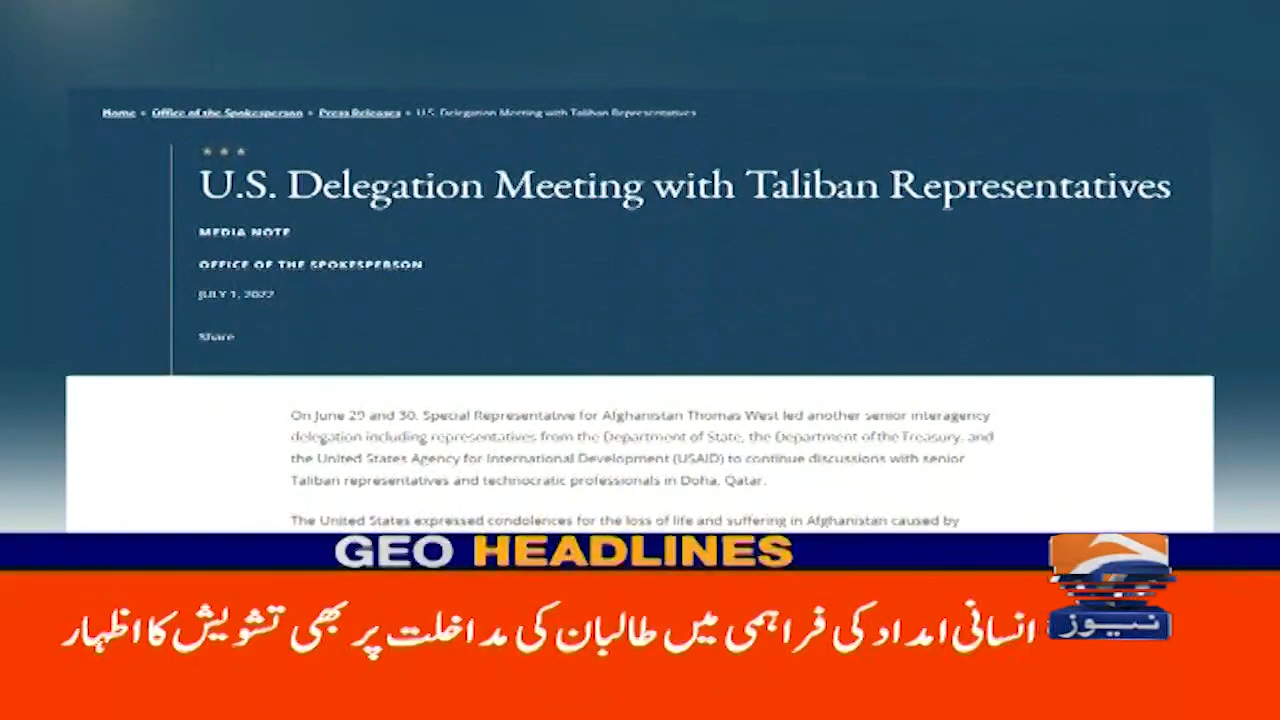 Home » Office of the Spokesperson » Press Releases » U.S. Delegation Meeting with Taliban Representatives
U.S. Delegation Meeting with Taliban Representatives
MEDIA NOTE
OFFICE OF THE SPOKESPERSON
JULY 1, 2022
Share
On June 29 and 30, Special Representative for Afghanistan Thomas West led another senior interagency
delegation including representatives from the Department of State, the Department of the Treasury, and
the United States Agency for International Development (USAID) to continue discussions with senior
Taliban representatives and technocratic professionals in Doha, Qatar.
The United States expressed condolences for the loss of life and suffering in Afghanistan caused by
GEO HEADLINES
انسانی امداد کی فراہمی میں طالبان کی مداخلت پر بھی تشویش کا اظہار
نیوز